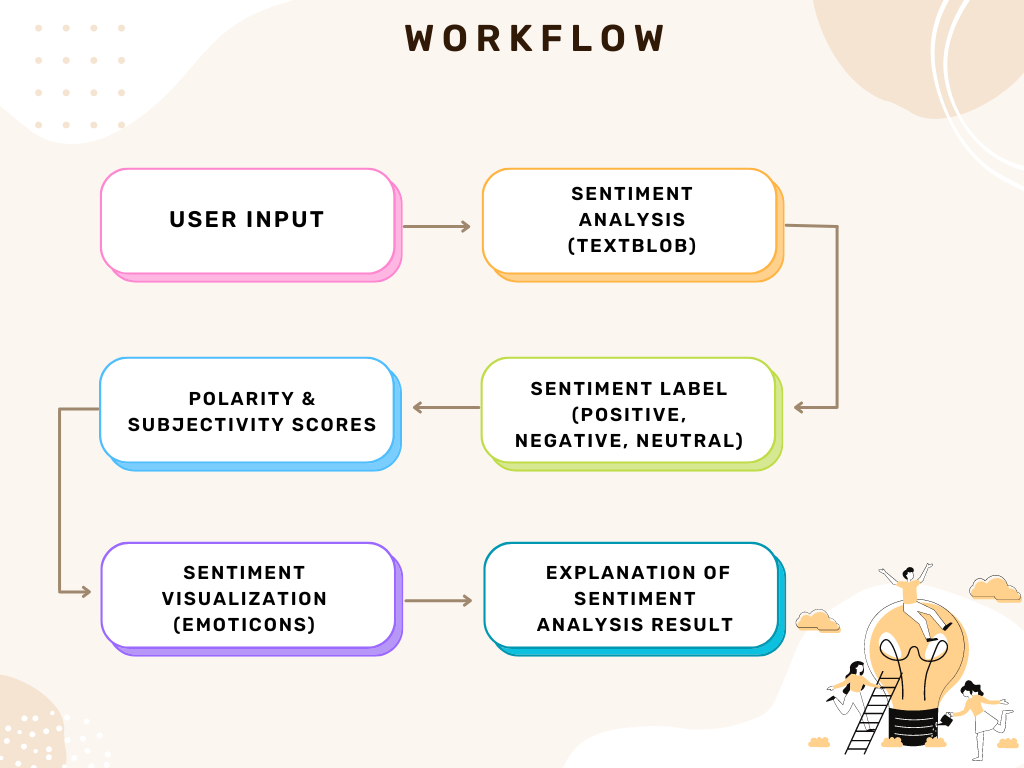 WORKFLOW
USER INPUT
SENTIMENT
ANALYSIS
(TEXTBLOB)
SENTIMENT LABEL
(POSITIVE,
NEGATIVE, NEUTRAL)
POLARITY &
SUBJECTIVITY SCORES
SENTIMENT
VISUALIZATION
(EMOTICONS)
EXPLANATION OF
SENTIMENT
ANALYSIS RESULT